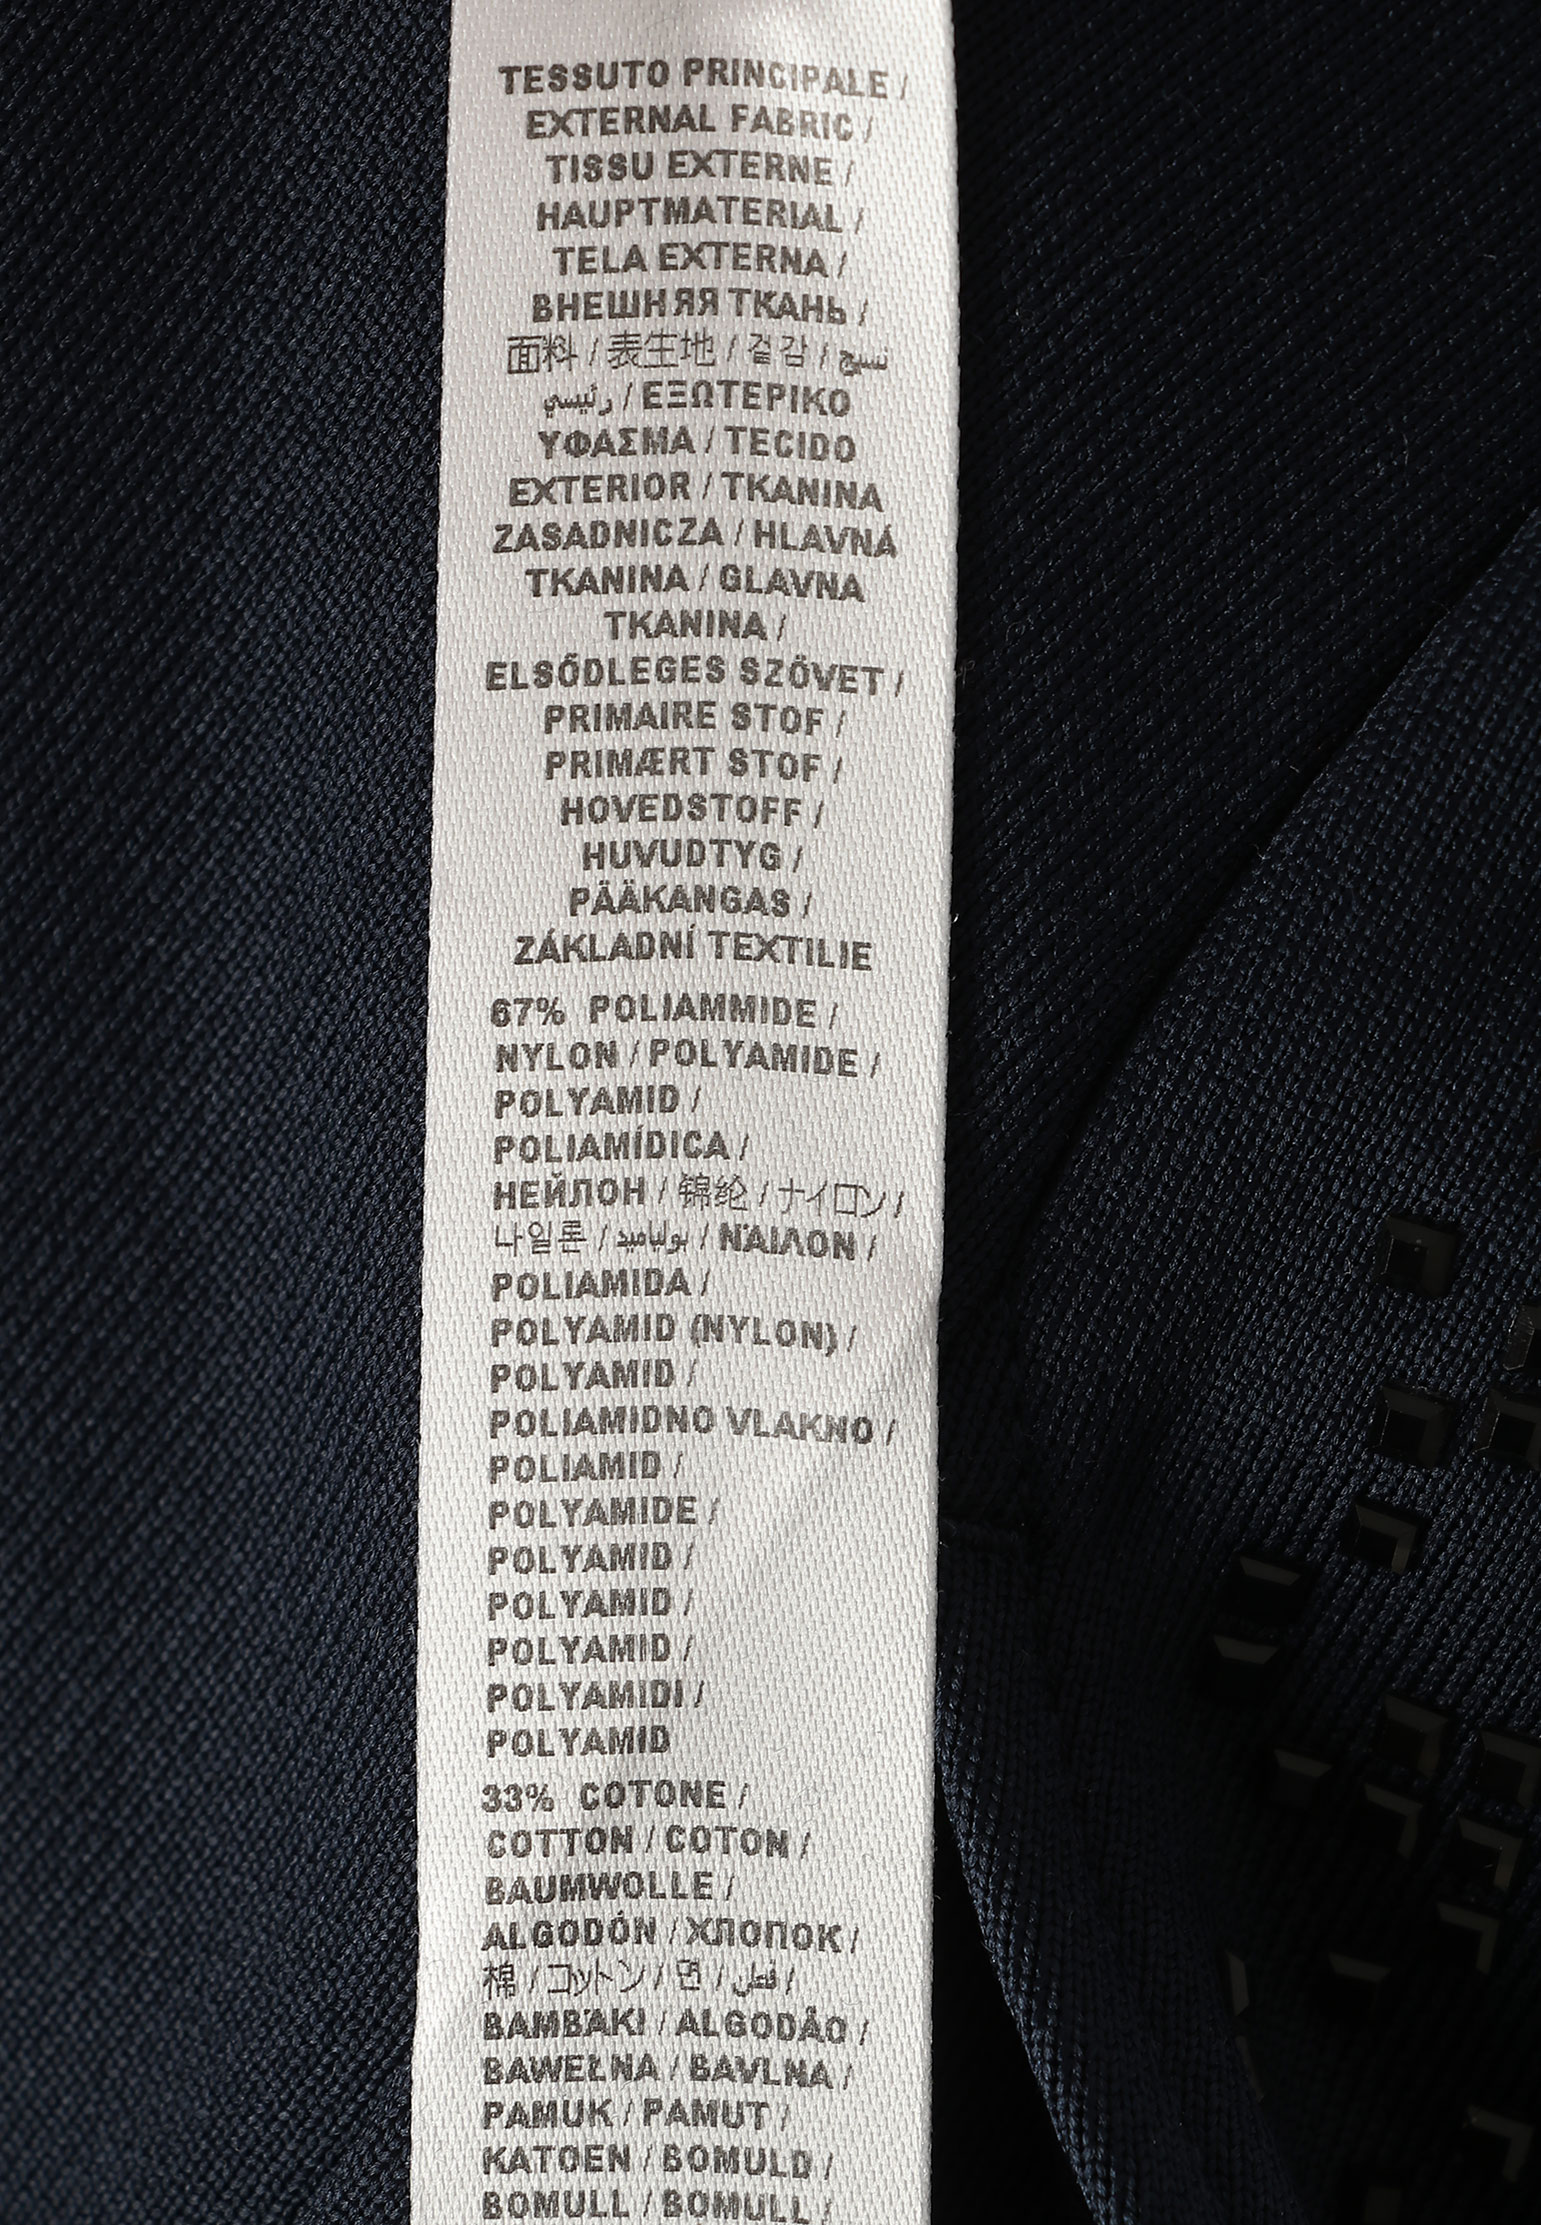 TESSUTO PRINCIPALE /
EXTERNAL FABRIC /
TISSU EXTERNE /
HAUPTMATERIAL /
TELA EXTERNA /
ВНЕШНЯЯ ТКАНЬ /
面料 / 表生地 / 겉감 / نسيج
رئيسي / ΕΞΩΤΕΡΙΚΟ
ΥΦΑΣΜΑ / TECIDO
EXTERIOR / TKANINA
ZASADNICZA / HLAVNÁ
TKANINA / GLAVNA
TKANINA /
ELSŐDLEGES SZÖVET /
PRIMAIRE STOF /
PRIMÆRT STOF /
HOVEDSTOFF /
HUVUDTYG /
PÄÄKANGAS /
ZÁKLADNÍ TEXTILIE
67% POLIAMMIDE /
NYLON / POLYAMIDE /
POLYAMID /
POLIAMÍDICA /
НЕЙЛОН / 锦纶 / ナイロン /
나일론 / بولياميد / ΝΆΙΛΟΝ /
POLIAMIDA /
POLYAMID (NYLON) /
POLYAMID /
POLIAMIDNO VLAKNO /
POLIAMID /
POLYAMIDE /
POLYAMID /
POLYAMID /
POLYAMID /
POLYAMIDI /
POLYAMID
33% COTONE /
COTTON / COTON /
BAUMWOLLE /
ALGODÓN / ХЛОПОК /
棉 / コットン / 면 / قطن /
ΒΑΜΒΆΚΙ / ALGODÃO /
BAWEŁNA / BAVLNA /
PAMUK / PAMUT /
KATOEN / BOMULD /
BOMULL / BOMULL /